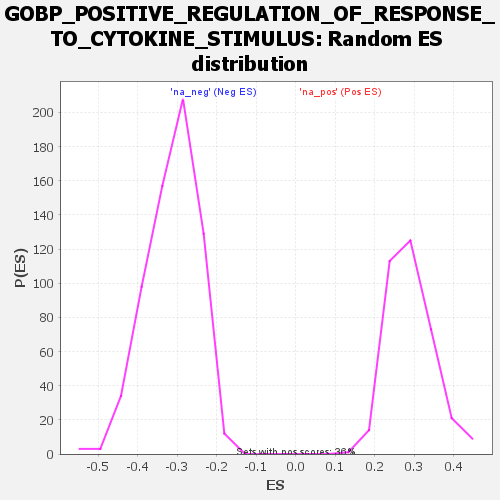 GOBP_POSITIVE_REGULATION_OF_RESPONSE_
TO_CYTOKINE_STIMULUS: Random ES
distribution
'na_neg' (Neg ES) 'na_pos' (Pos ES)
200
180
160
140
120
100
80
60
40
20
0
P(ES)
Sets with pos scores: 36%
-0.5 -0.4 -0.3 -0.2 -0.1 0.0 0.1 0.2 0.3 0.4
ES